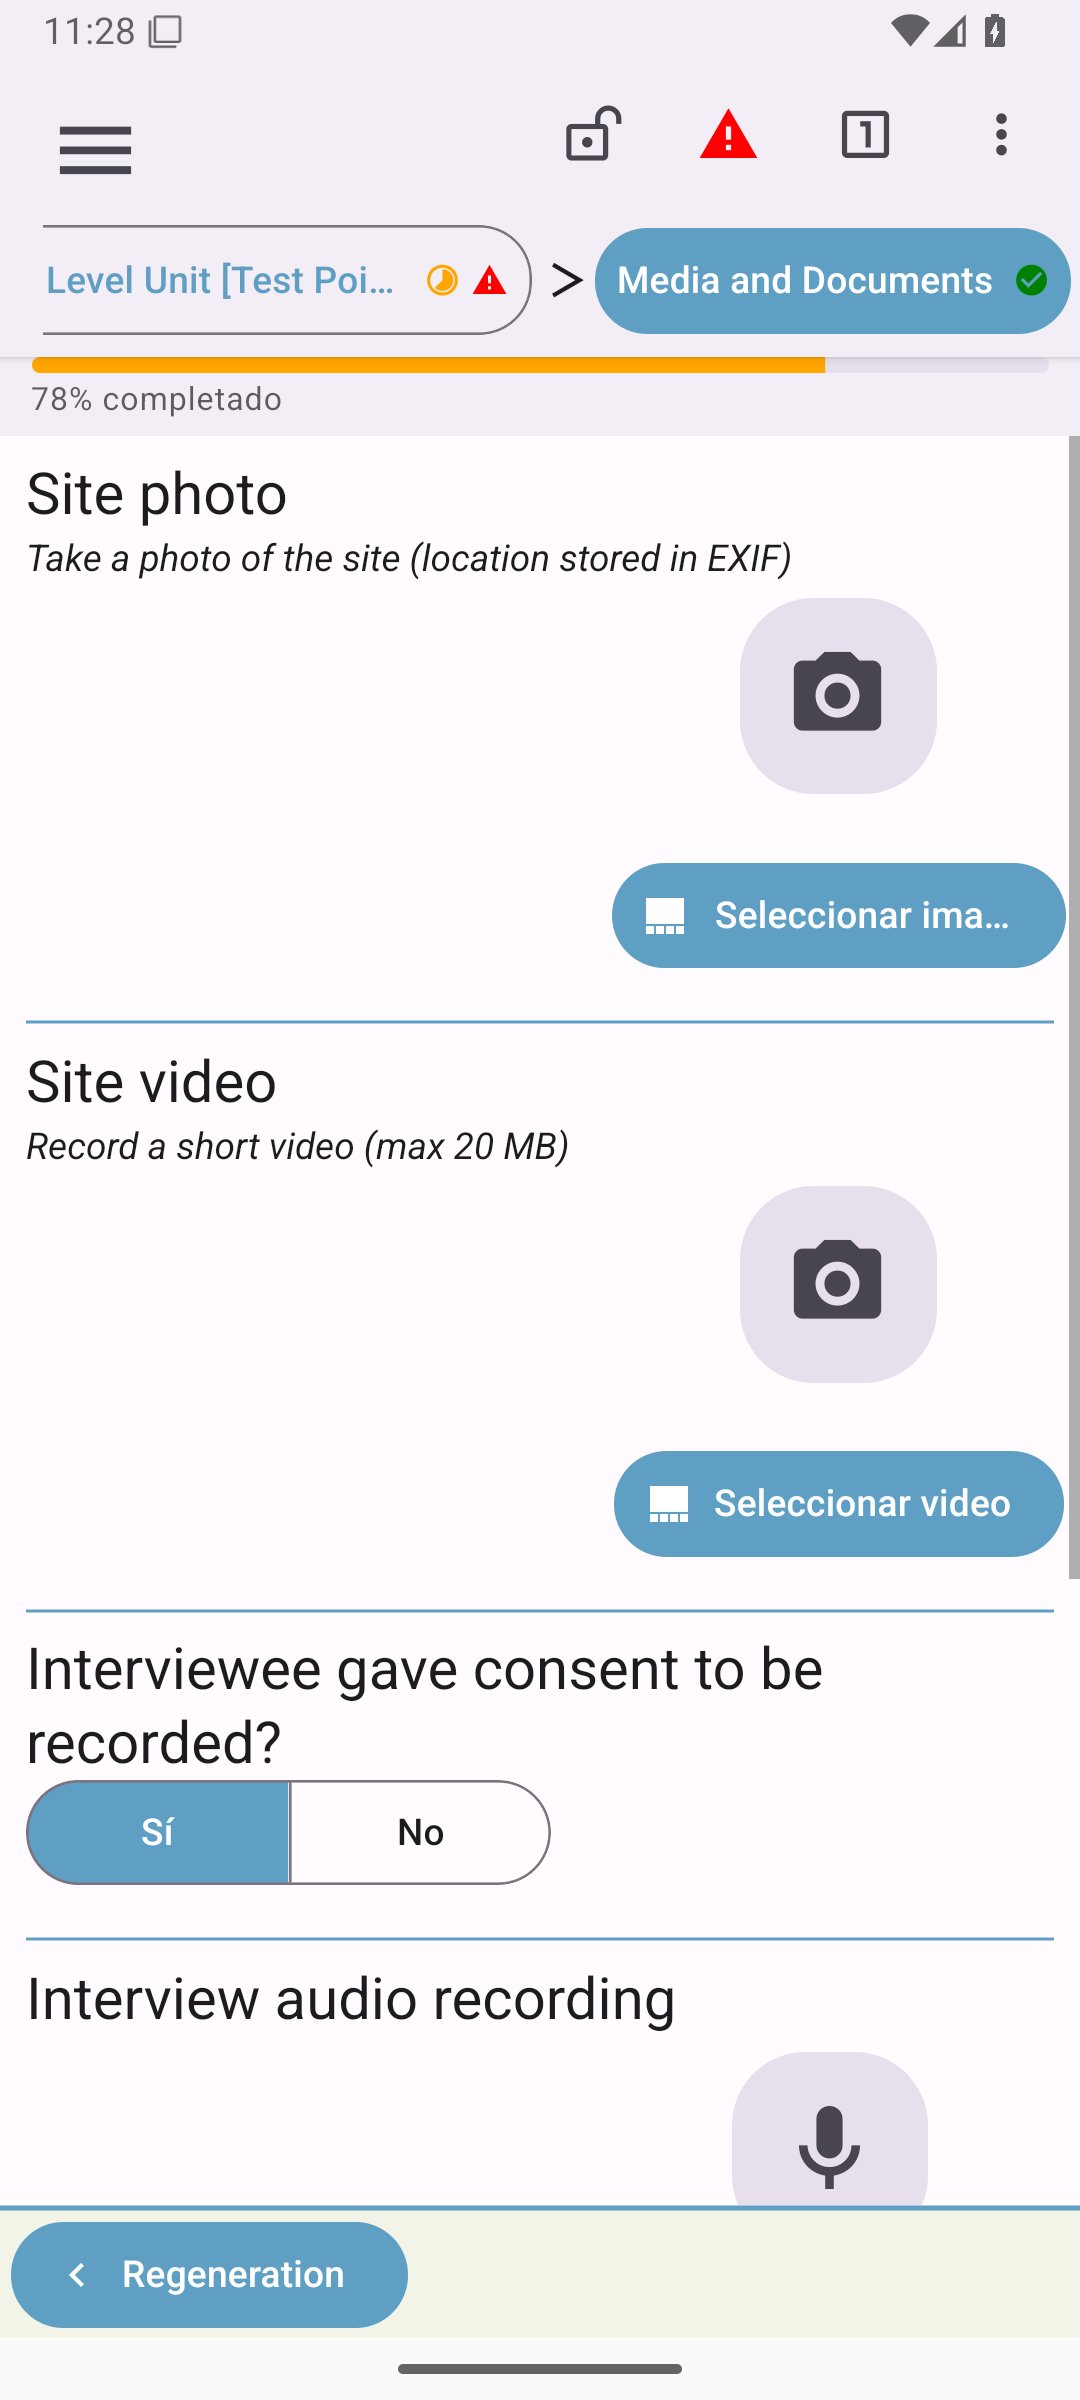 11:28
1
Level Unit [Test Poi...
>
Media and Documents
78% completado
Site photo
Take a photo of the site (location stored in EXIF)
Seleccionar ima...
Site video
Record a short video (max 20 MB)
Seleccionar video
Interviewee gave consent to be
recorded?
Sí
No
Interview audio recording
Regeneration